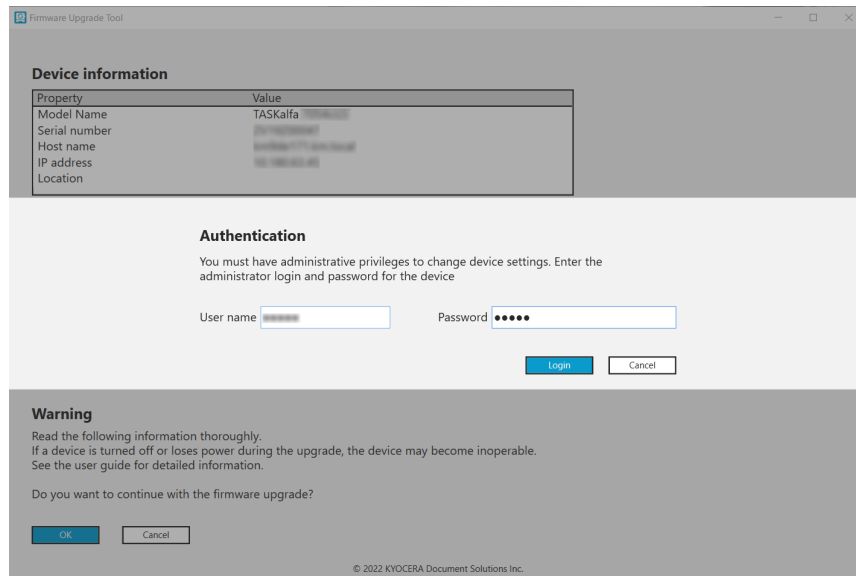 Firmware Upgrade Tool
Device information
Property Value
Model Name TASKalfa
Serial number
Host name
IP address
Location
Authentication
You must have administrative privileges to change device settings. Enter the
administrator login and password for the device
User name Password ●●●●●
Login Cancel
Warning
Read the following information thoroughly.
If a device is turned off or loses power during the upgrade, the device may become inoperable.
See the user guide for detailed information.
Do you want to continue with the firmware upgrade?
OK Cancel
© 2022 KYOCERA Document Solutions Inc.